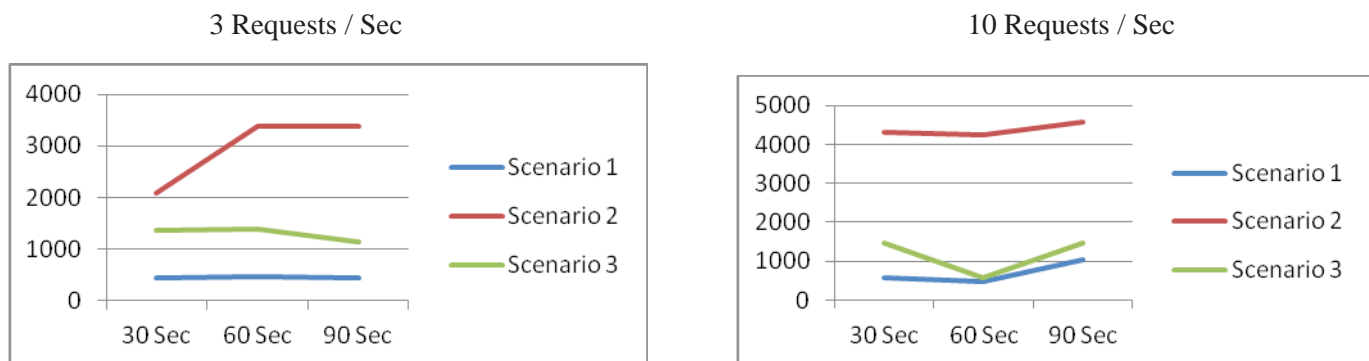 3 Requests / Sec
4000
3000
2000
1000
0
30 Sec 60 Sec 90 Sec
Scenario 1
Scenario 2
Scenario 3
10 Requests / Sec
5000
4000
3000
2000
1000
0
30 Sec 60 Sec 90 Sec
Scenario 1
Scenario 2
Scenario 3